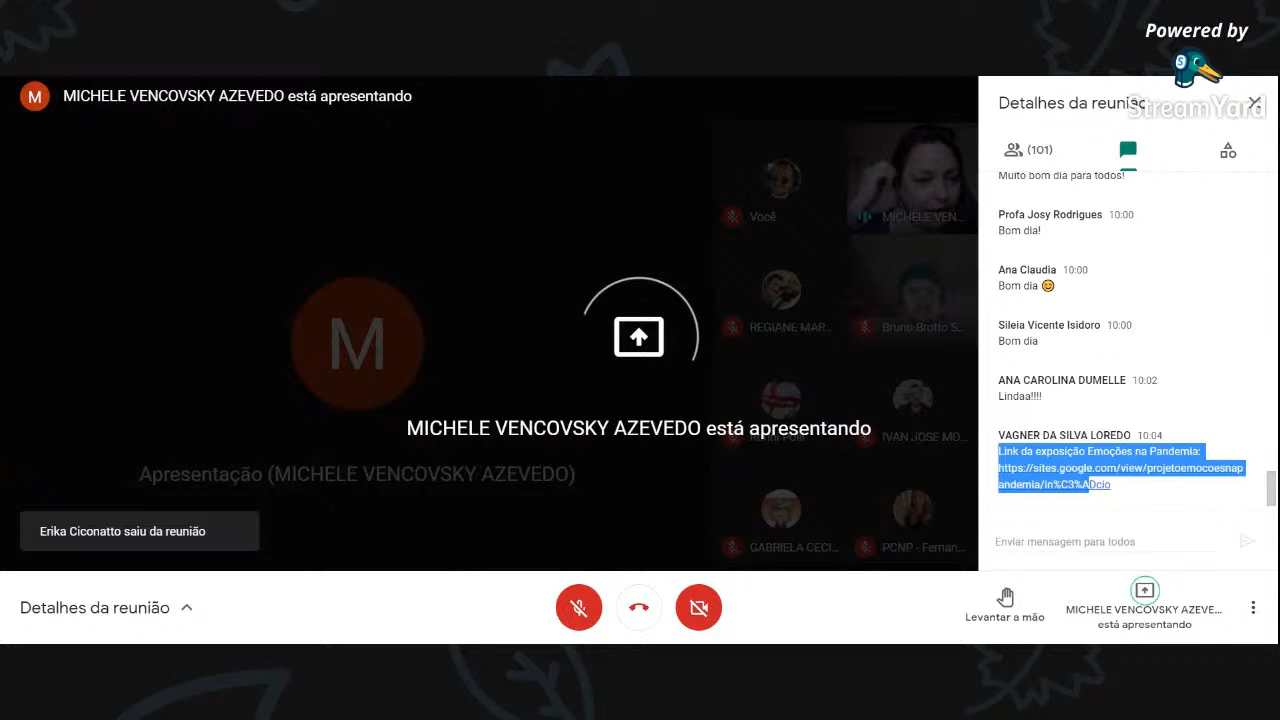 Powered by
StreamYard
M
MICHELE VENCOVSKY AZEVEDO está apresentando
M
MICHELE VENCOVSKY AZEVEDO está apresentando
Apresentação (MICHELE VENCOVSKY AZEVEDO)
Erika Ciconatto saiu da reunião
Você
MICHELE VEN...
REGIANE MAR...
Bruno Brotto S...
IVAN JOSE MO...
GABRIELA CECI...
PCNP - Fernan...
Detalhes da reunião
(101)
Muito bom dia para todos!
Profa Josy Rodrigues 10:00
Bom dia!
Ana Claudia 10:00
Bom dia 😊
Sileia Vicente Isidoro 10:00
Bom dia
ANA CAROLINA DUMELLE 10:02
Lindaa!!!!
VAGNER DA SILVA LOREDO 10:04
Link da exposição Emoções na Pandemia:
https://sites.google.com/view/projetoemocoesnap
andemia/in%C3%ADcio
Enviar mensagem para todos
Detalhes da reunião
Levantar a mão
MICHELE VENCOVSKY AZEVE...
está apresentando